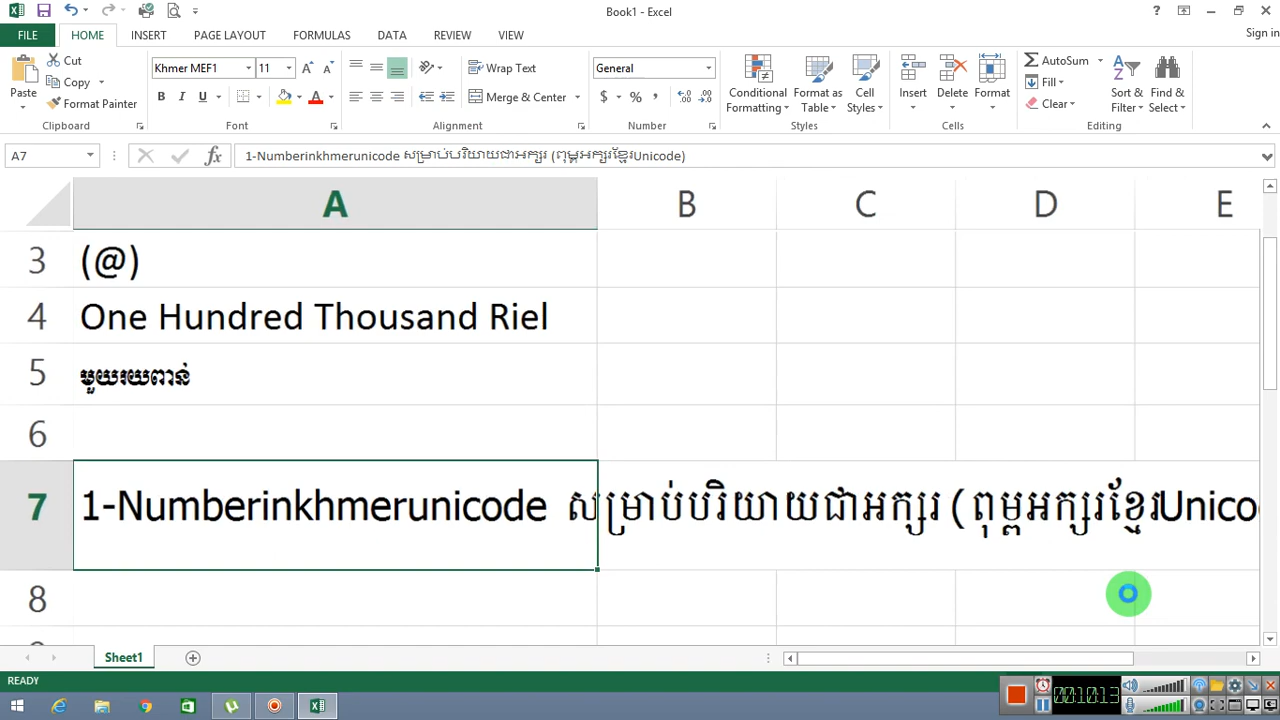 Book1 - Excel
?
Sign in
FILE HOME INSERT PAGE LAYOUT FORMULAS DATA REVIEW VIEW
Paste
Cut
Copy
Format Painter
Clipboard
Khmer MEF1 11
B I U
Font
Wrap Text
Merge & Center
Alignment
General
$ % ,
Number
Conditional Formatting
Format as Table
Cell Styles
Styles
Insert
Delete
Format
Cells
AutoSum
Fill
Clear
Sort & Filter
Find & Select
Editing
A7
fx
1-Numberinkhmerunicode សម្រាប់បរិយាយជាអក្សរ (ពុម្ពអក្សរខ្មែរUnicode)
A B C D E
3 (@)
4 One Hundred Thousand Riel
5 មួយរយពាន់
6
7 1-Numberinkhmerunicode សម្រាប់បរិយាយជាអក្សរ (ពុម្ពអក្សរខ្មែរUnico
8
Sheet1
READY
00:10:13